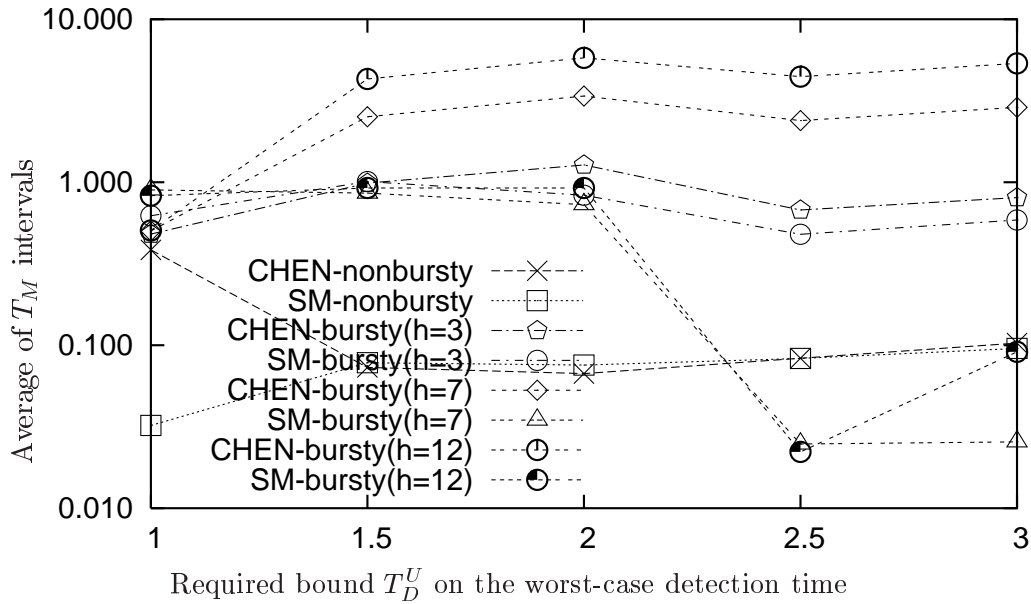 10.000
1.000
0.100
0.010
Average of T_M intervals
CHEN-nonbursty
SM-nonbursty
CHEN-bursty(h=3)
SM-bursty(h=3)
CHEN-bursty(h=7)
SM-bursty(h=7)
CHEN-bursty(h=12)
SM-bursty(h=12)
1 1.5 2 2.5 3
Required bound T_D^U on the worst-case detection time